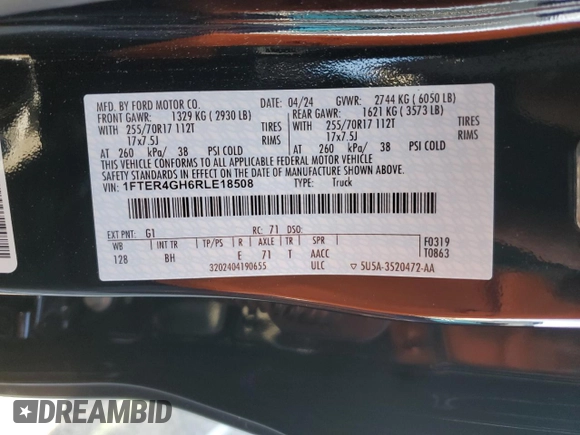 MFD. BY FORD MOTOR CO.
DATE: 04/24 GVWR: 2744 KG ( 6050 LB)
FRONT GAWR: 1329 KG ( 2930 LB)
REAR GAWR: 1621 KG ( 3573 LB)
WITH 255/70R17 112T TIRES
WITH 255/70R17 112T TIRES
17x7.5J RIMS
17x7.5J RIMS
AT 260 kPa/ 38 PSI COLD
AT 260 kPa/ 38 PSI COLD
THIS VEHICLE CONFORMS TO ALL APPLICABLE FEDERAL MOTOR VEHICLE
SAFETY STANDARDS IN EFFECT ON THE DATE OF MANUFACTURE SHOWN ABOVE.
VIN: 1FTER4GH6RLE18508
TYPE: Truck
EXT PNT: G1 RC: 71 DSO:
WB INT TR TP/PS R AXLE TR SPR
128 BH E 71 T AACC
3202404190655 ULC
F0319
T0863
▽ 5USA-3520472-AA
DREAMBID